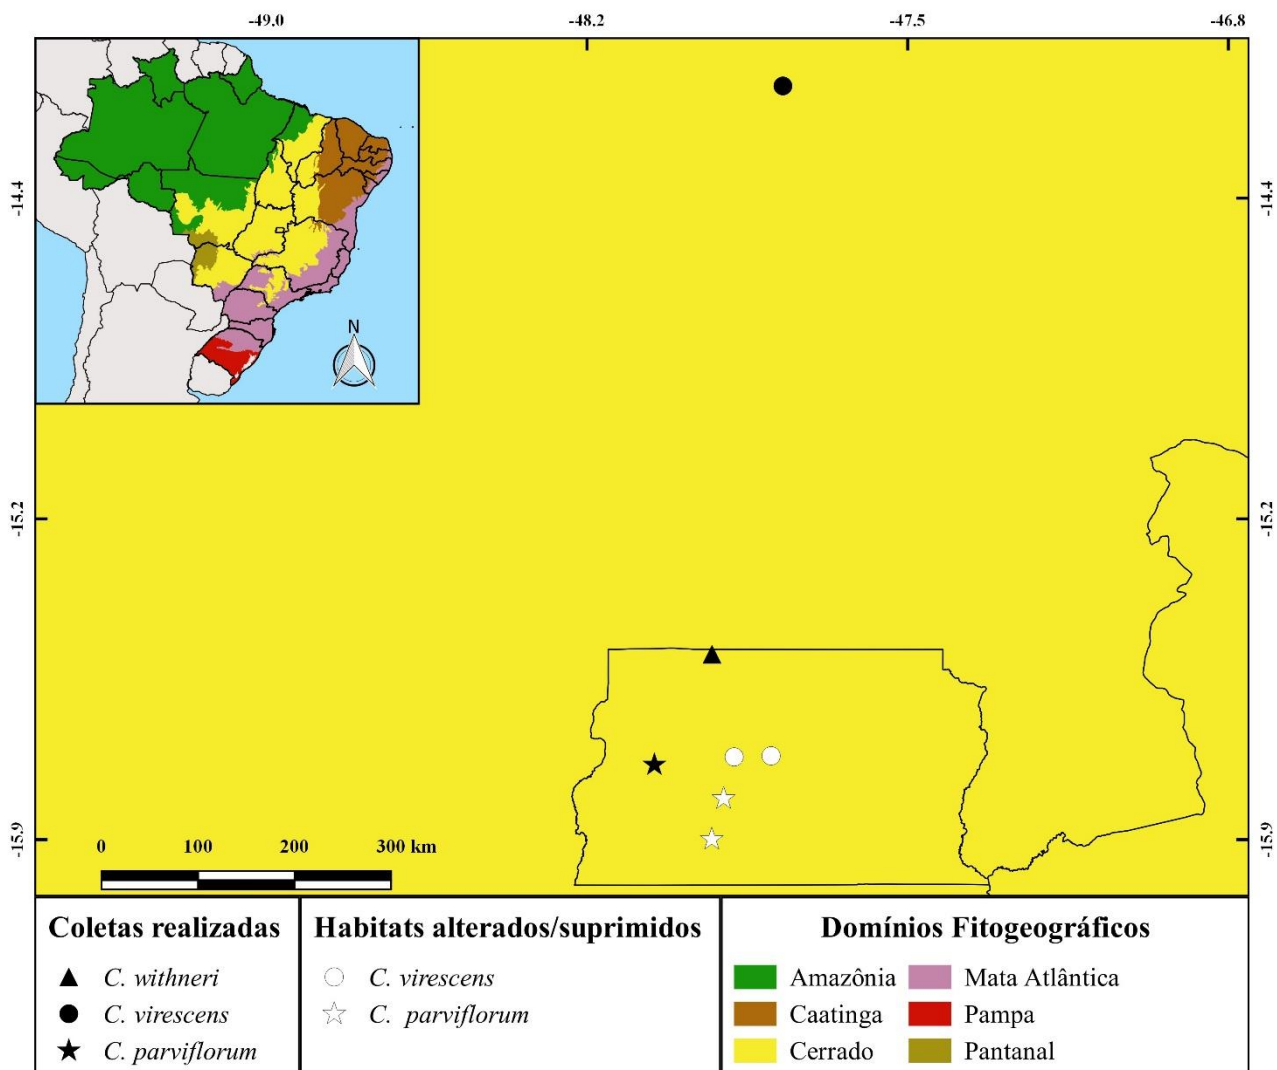 -49.0 -48.2 -47.5 -46.8
N
-14.4 -14.4
-15.2 -15.2
-15.9 -15.9
0 100 200 300 km
Coletas realizadas
C. withneri
C. virescens
C. parviflorum
Habitats alterados/suprimidos
C. virescens
C. parviflorum
Domínios Fitogeográficos
Amazônia Mata Atlântica
Caatinga Pampa
Cerrado Pantanal